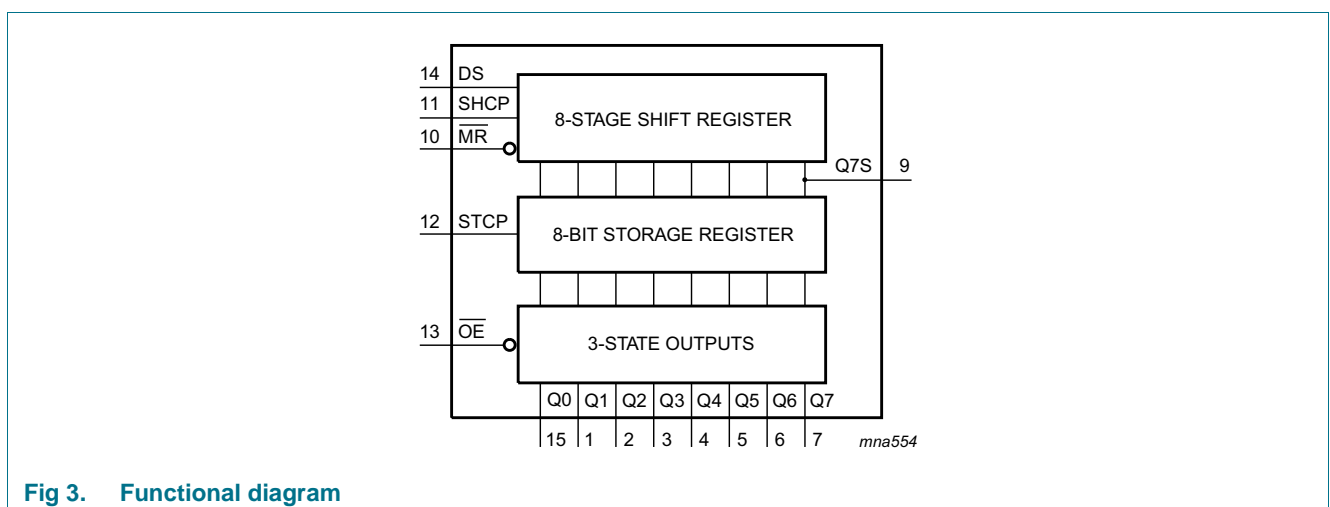 14 DS
11 SHCP
10 MR
8-STAGE SHIFT REGISTER
Q7S 9
12 STCP
8-BIT STORAGE REGISTER
13 OE
3-STATE OUTPUTS
Q0 Q1 Q2 Q3 Q4 Q5 Q6 Q7
15 1 2 3 4 5 6 7 mna554
Fig 3. Functional diagram